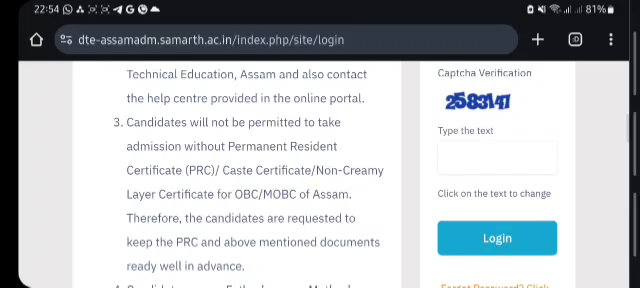 22:54
81%
dte-assamadm.samarth.ac.in/index.php/site/login
:D
Technical Education, Assam and also contact
the help centre provided in the online portal.
3. Candidates will not be permitted to take
admission without Permanent Resident
Certificate (PRC)/ Caste Certificate/Non-Creamy
Layer Certificate for OBC/MOBC of Assam.
Therefore, the candidates are requested to
keep the PRC and above mentioned documents
ready well in advance.
Captcha Verification
Type the text
Click on the text to change
Login
Forgot Password? Click